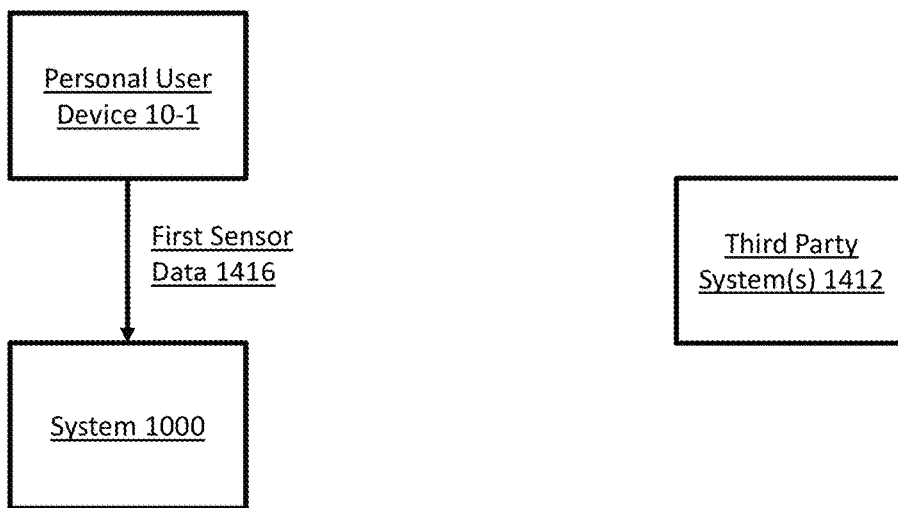 Personal User
Device 10-1
First Sensor
Data 1416
Third Party
System(s) 1412
System 1000